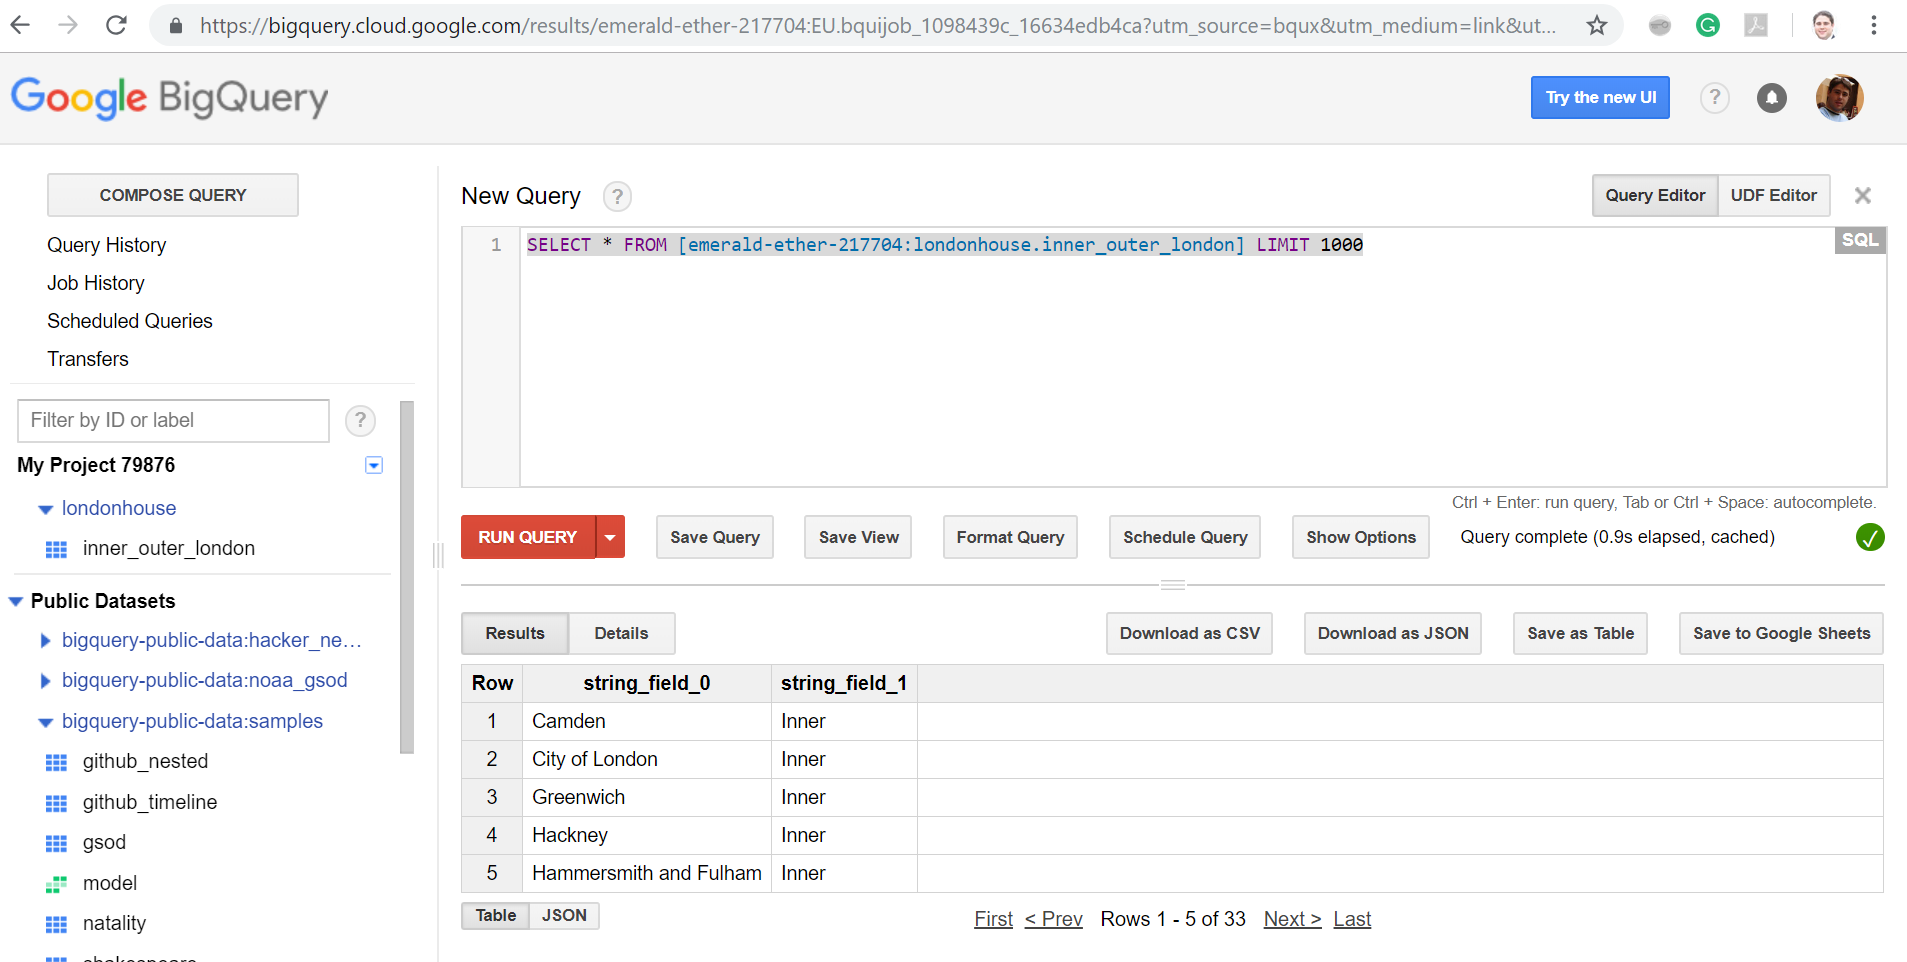 https://bigquery.cloud.google.com/results/emerald-ether-217704:EU.bquijob_1098439c_16634edb4ca?utm_source=bqux&utm_medium=link&ut...
Google BigQuery
Try the new UI
?
COMPOSE QUERY
Query History
Job History
Scheduled Queries
Transfers
Filter by ID or label
?
My Project 79876
londonhouse
inner_outer_london
Public Datasets
bigquery-public-data:hacker_ne...
bigquery-public-data:noaa_gsod
bigquery-public-data:samples
github_nested
github_timeline
gsod
model
natality
New Query ?
Query Editor UDF Editor
1 SELECT * FROM [emerald-ether-217704:londonhouse.inner_outer_london] LIMIT 1000
SQL
Ctrl + Enter: run query, Tab or Ctrl + Space: autocomplete.
RUN QUERY Save Query Save View Format Query Schedule Query Show Options Query complete (0.9s elapsed, cached)
Results Details Download as CSV Download as JSON Save as Table Save to Google Sheets
Row string_field_0 string_field_1
1 Camden Inner
2 City of London Inner
3 Greenwich Inner
4 Hackney Inner
5 Hammersmith and Fulham Inner
Table JSON First < Prev Rows 1 - 5 of 33 Next > Last